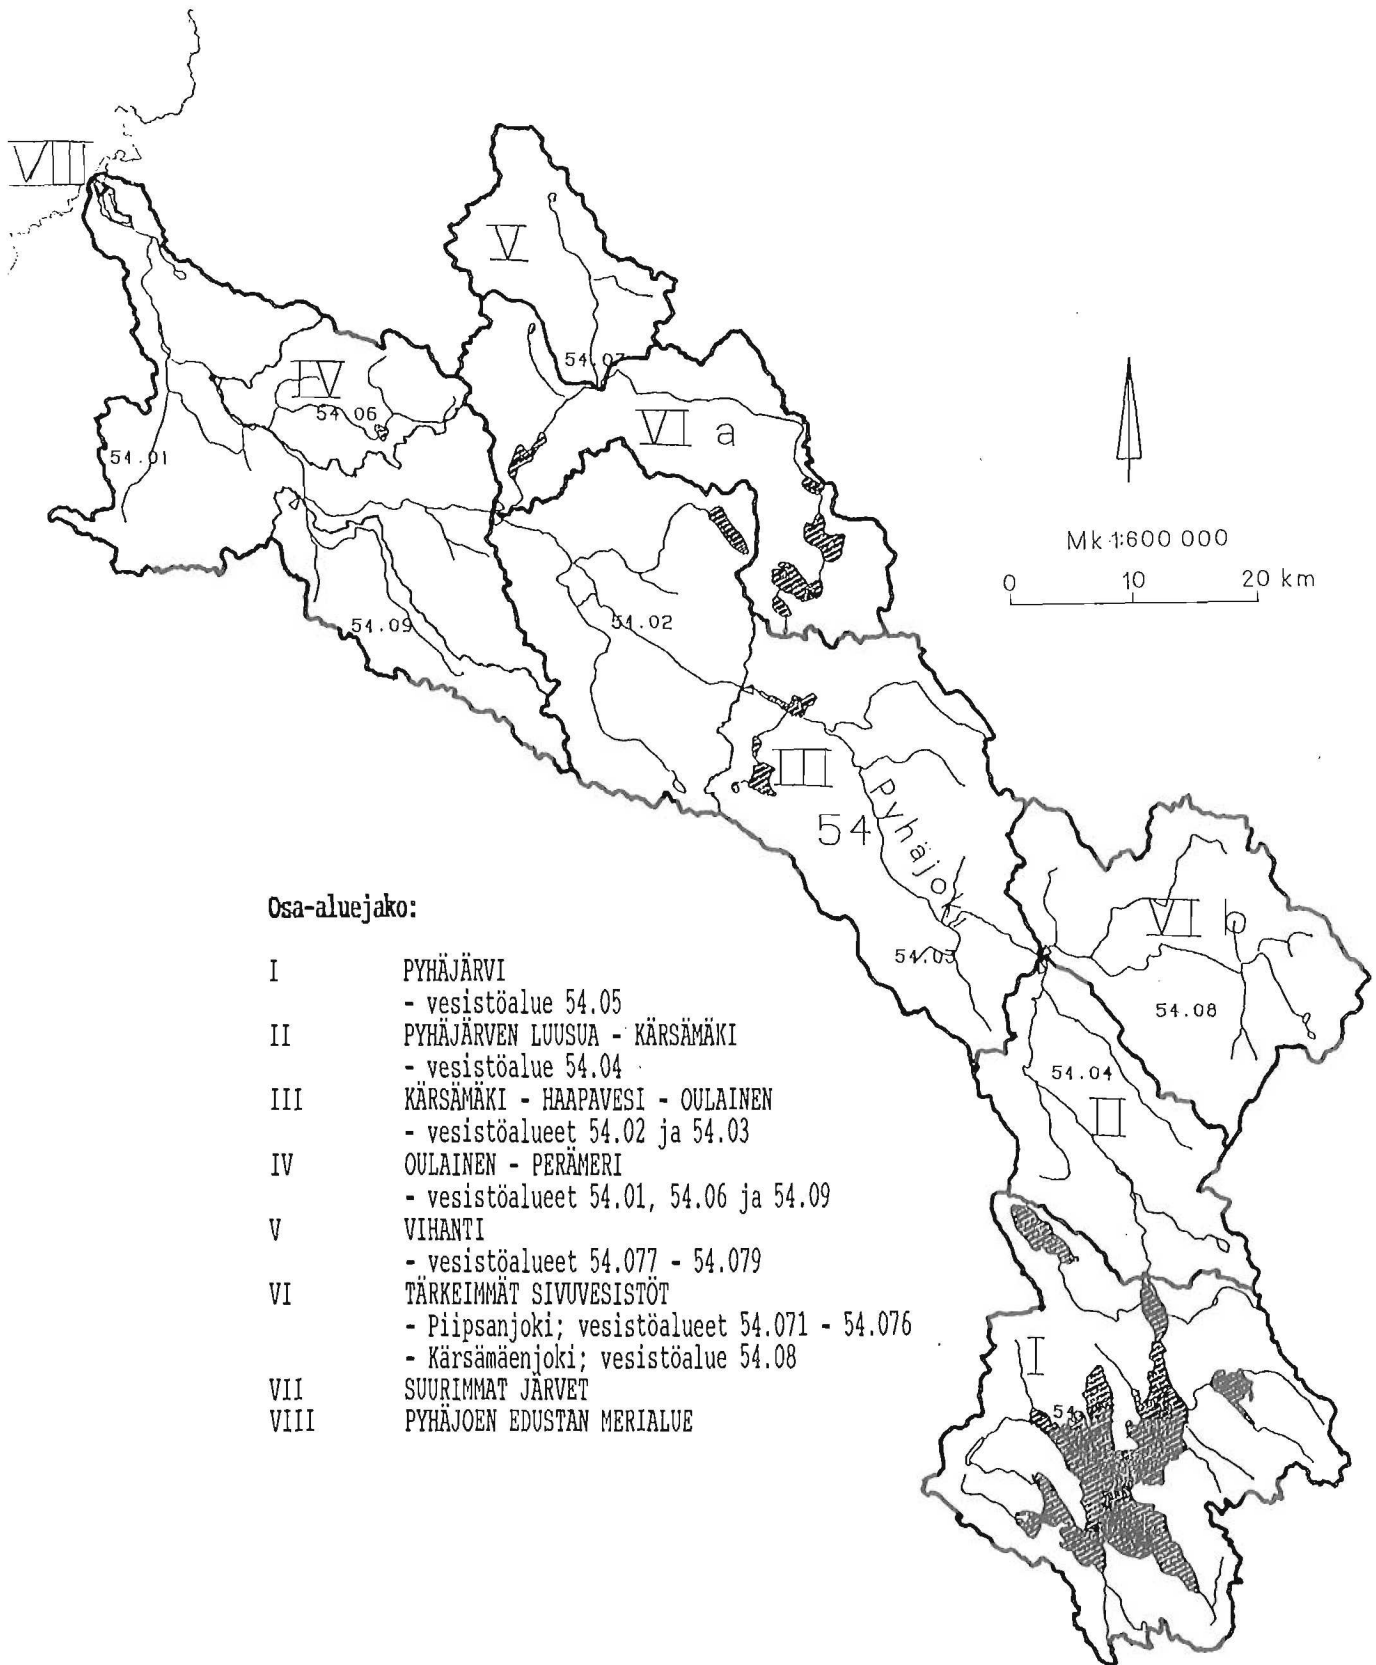 VIII
V
54.07
IV
54.06
VI a
54.01
Mk 1:600 000
0 10 20 km
54.09
54.02
III
54
Pyhäjoki
VI b
54.03
54.08
54.04
II
I
54.
Osa-aluejako:
I PYHÄJÄRVI
- vesistöalue 54.05
II PYHÄJÄRVEN LUUSUA - KÄRSÄMÄKI
- vesistöalue 54.04
III KÄRSÄMÄKI - HAAPAVESI - OULAINEN
- vesistöalueet 54.02 ja 54.03
IV OULAINEN - PERÄMERI
- vesistöalueet 54.01, 54.06 ja 54.09
V VIHANTI
- vesistöalueet 54.077 - 54.079
VI TÄRKEIMMÄT SIVUVESISTÖT
- Piipsanjoki; vesistöalueet 54.071 - 54.076
- Kärsämäenjoki; vesistöalue 54.08
VII SUURIMMAT JÄRVET
VIII PYHÄJOEN EDUSTAN MERIALUE